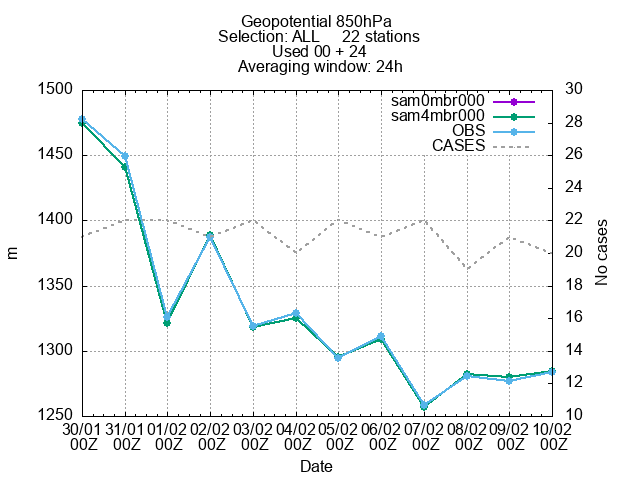 Geopotential 850hPa
Selection: ALL 22 stations
Used 00 + 24
Averaging window: 24h
1500 30
sam0mbr000
sam4mbr000 28
OBS
CASES
1450 26
24
1400 22
20
1350 18
16
1300 14
12
1250 10
m
No cases
30/01 31/01 01/02 02/02 03/02 04/02 05/02 06/02 07/02 08/02 09/02 10/02
00Z 00Z 00Z 00Z 00Z 00Z 00Z 00Z 00Z 00Z 00Z 00Z
Date